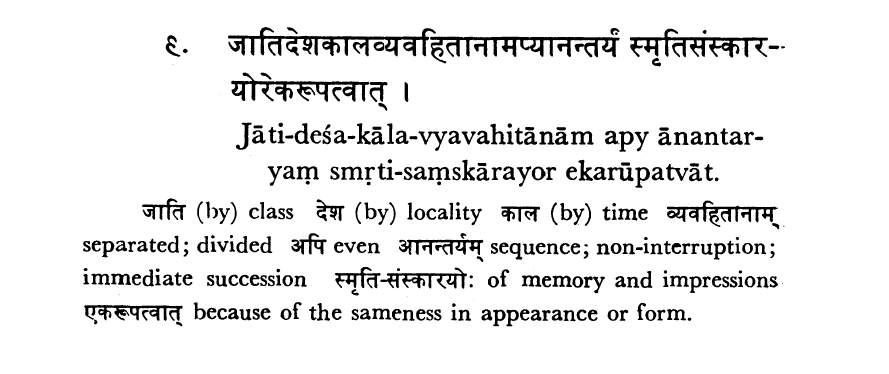 ९. जातिदेशकालव्यवहितानामप्यानन्तर्यं स्मृतिसंस्कार-
योरेकरूपत्वात् ।
Jāti-deśa-kāla-vyavahitānām apy ānantar-
yaṃ smṛti-saṃskārayor ekarūpatvāt.
जाति (by) class देश (by) locality काल (by) time व्यवहितानाम्
separated; divided अपि even आनन्तर्यम् sequence; non-interruption;
immediate succession स्मृति-संस्कारयो: of memory and impressions
एकरूपत्वात् because of the sameness in appearance or form.